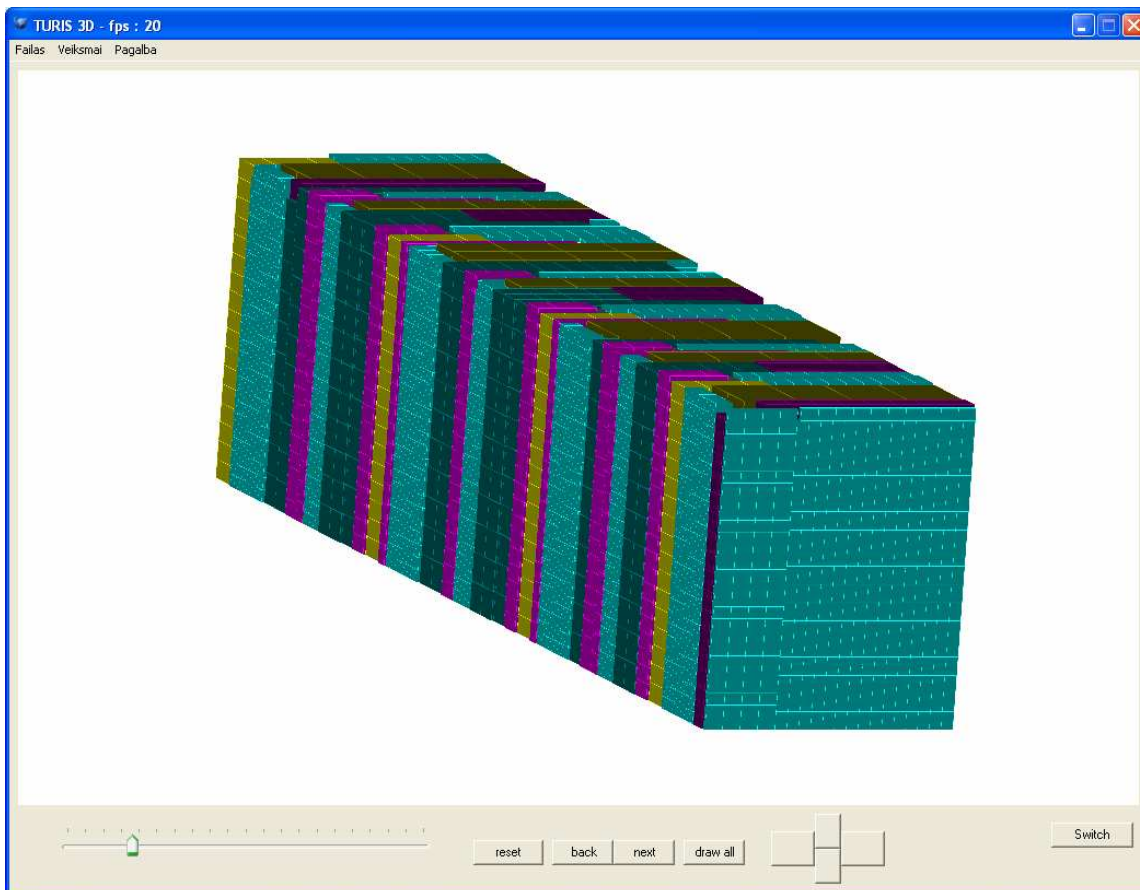 TURIS 3D - fps : 20
Failas Veiksmai Pagalba
reset back next draw all Switch